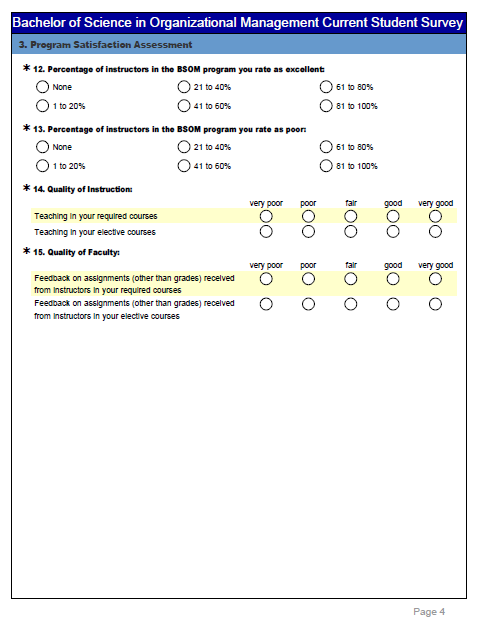 Bachelor of Science in Organizational Management Current Student Survey
3. Program Satisfaction Assessment
* 12. Percentage of instructors in the BSOM program you rate as excellent:
None 21 to 40% 61 to 80%
1 to 20% 41 to 60% 81 to 100%
* 13. Percentage of instructors in the BSOM program you rate as poor:
None 21 to 40% 61 to 80%
1 to 20% 41 to 60% 81 to 100%
* 14. Quality of Instruction:
very poor poor fair good very good
Teaching in your required courses
Teaching in your elective courses
* 15. Quality of Faculty:
very poor poor fair good very good
Feedback on assignments (other than grades) received
from instructors in your required courses
Feedback on assignments (other than grades) received
from instructors in your elective courses
Page 4